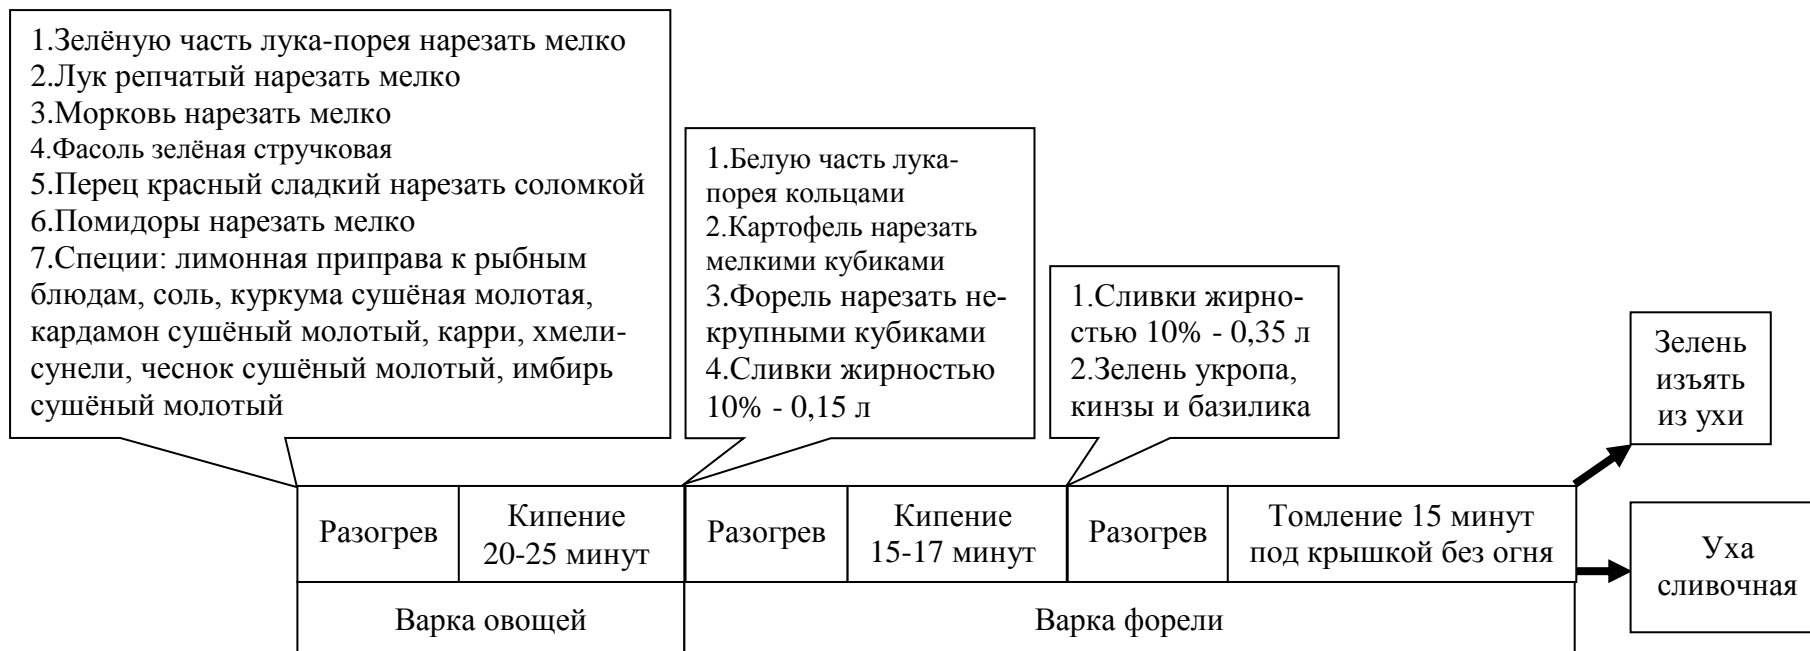 1.Зелёную часть лука-порея нарезать мелко
2.Лук репчатый нарезать мелко
3.Морковь нарезать мелко
4.Фасоль зелёная стручковая
5.Перец красный сладкий нарезать соломкой
6.Помидоры нарезать мелко
7.Специи: лимонная приправа к рыбным
блюдам, соль, куркума сушёная молотая,
кардамон сушёный молотый, карри, хмели-
сунели, чеснок сушёный молотый, имбирь
сушёный молотый
1.Белую часть лука-
порея кольцами
2.Картофель нарезать
мелкими кубиками
3.Форель нарезать не-
крупными кубиками
4.Сливки жирностью
10% - 0,15 л
1.Сливки жирно-
стью 10% - 0,35 л
2.Зелень укропа,
кинзы и базилика
Зелень
изъять
из ухи
Разогрев
Кипение
20-25 минут
Разогрев
Кипение
15-17 минут
Разогрев
Томление 15 минут
под крышкой без огня
Уха
сливочная
Варка овощей
Варка форели